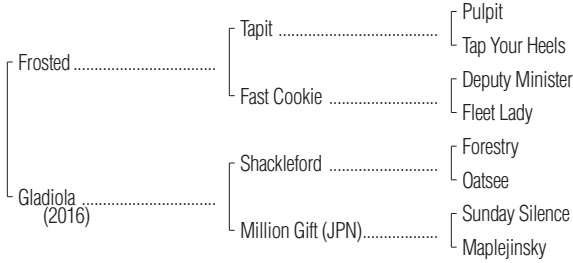 Pulpit
Tapit ........................................
Tap Your Heels
Frosted ....................................
Deputy Minister
Fast Cookie ...........................
Fleet Lady
Forestry
Shackleford ...........................
Oatsee
Gladiola ..................................
(2016)
Sunday Silence
Million Gift (JPN)...................
Maplejinsky